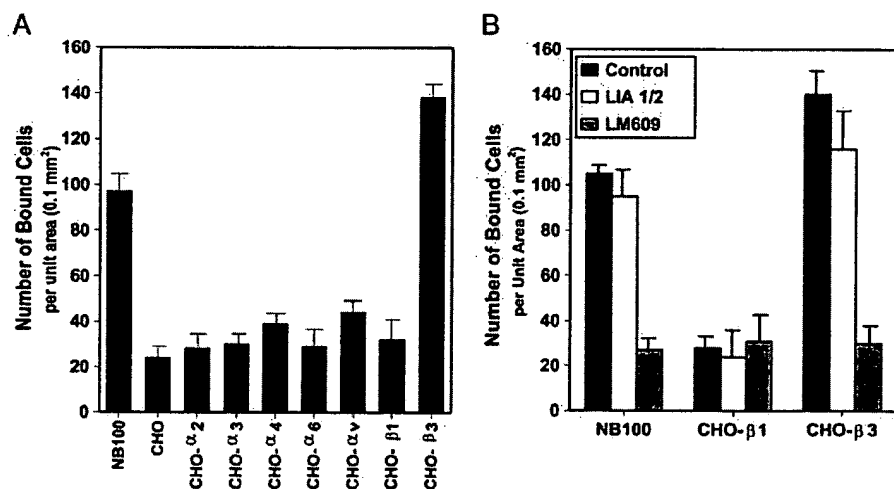 A
Number of Bound Cells
per unit area (0.1 mm²)
160
140
120
100
80
60
40
20
0
NB100
CHO
CHO- α2
CHO- α3
CHO- α4
CHO- α6
CHO- αv
CHO- β1
CHO- β3
B
Number of Bound Cells
per Unit Area (0.1 mm²)
160
140
120
100
80
60
40
20
0
Control
LIA 1/2
LM609
NB100
CHO-β1
CHO-β3